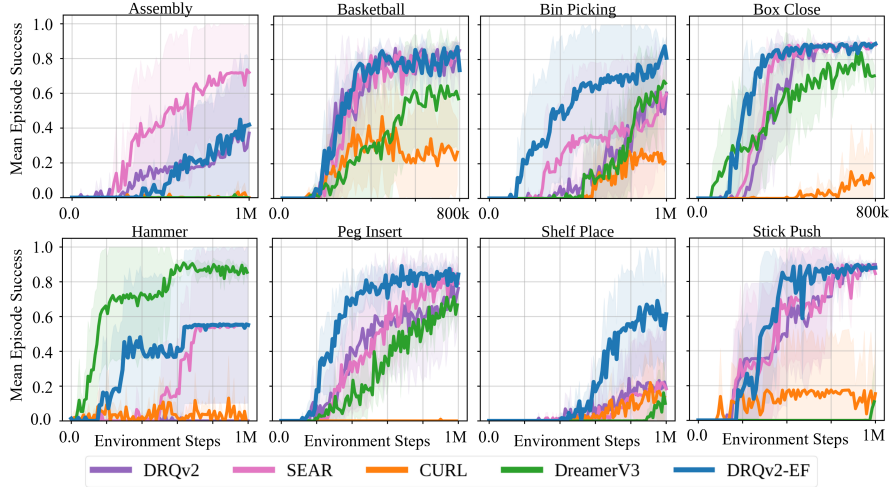 Assembly
Basketball
Bin Picking
Box Close
Mean Episode Success
1.0
0.8
0.6
0.4
0.2
0.0
0.0 1M
0.0 800k
0.0 1M
0.0 800k
Hammer
Peg Insert
Shelf Place
Stick Push
Mean Episode Success
1.0
0.8
0.6
0.4
0.2
0.0
0.0 Environment Steps 1M
0.0 Environment Steps 1M
0.0 Environment Steps 1M
0.0 Environment Steps 1M
DRQv2 SEAR CURL DreamerV3 DRQv2-EF